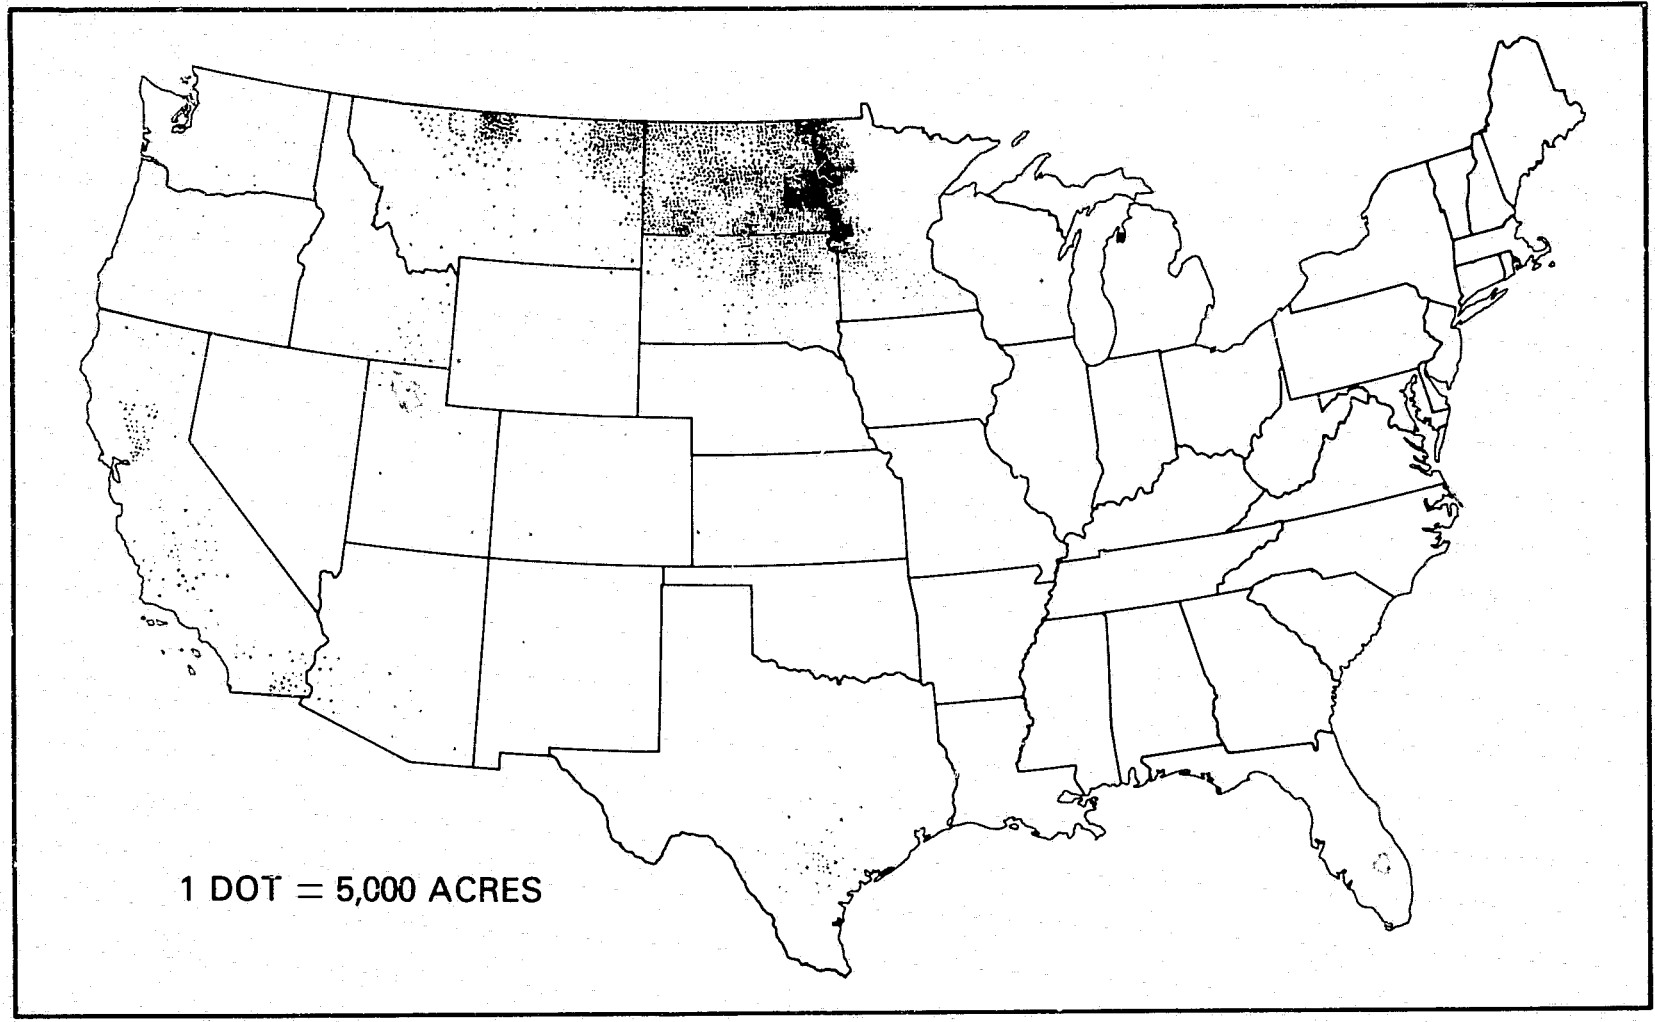 1 DOT = 5,000 ACRES